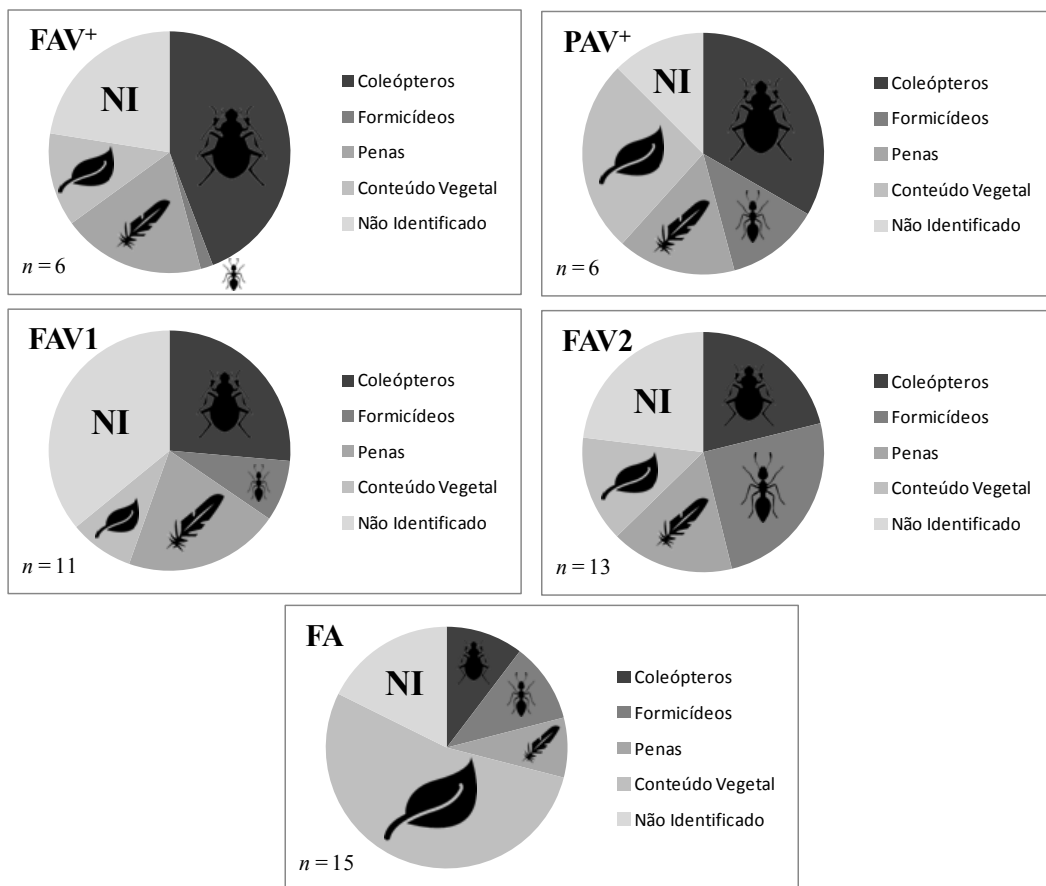 FAV⁺
NI
Coleópteros
Formicídeos
Penas
Conteúdo Vegetal
Não Identificado
n = 6
PAV⁺
NI
Coleópteros
Formicídeos
Penas
Conteúdo Vegetal
Não Identificado
n = 6
FAV1
NI
Coleópteros
Formicídeos
Penas
Conteúdo Vegetal
Não Identificado
n = 11
FAV2
NI
Coleópteros
Formicídeos
Penas
Conteúdo Vegetal
Não Identificado
n = 13
FA
NI
Coleópteros
Formicídeos
Penas
Conteúdo Vegetal
Não Identificado
n = 15